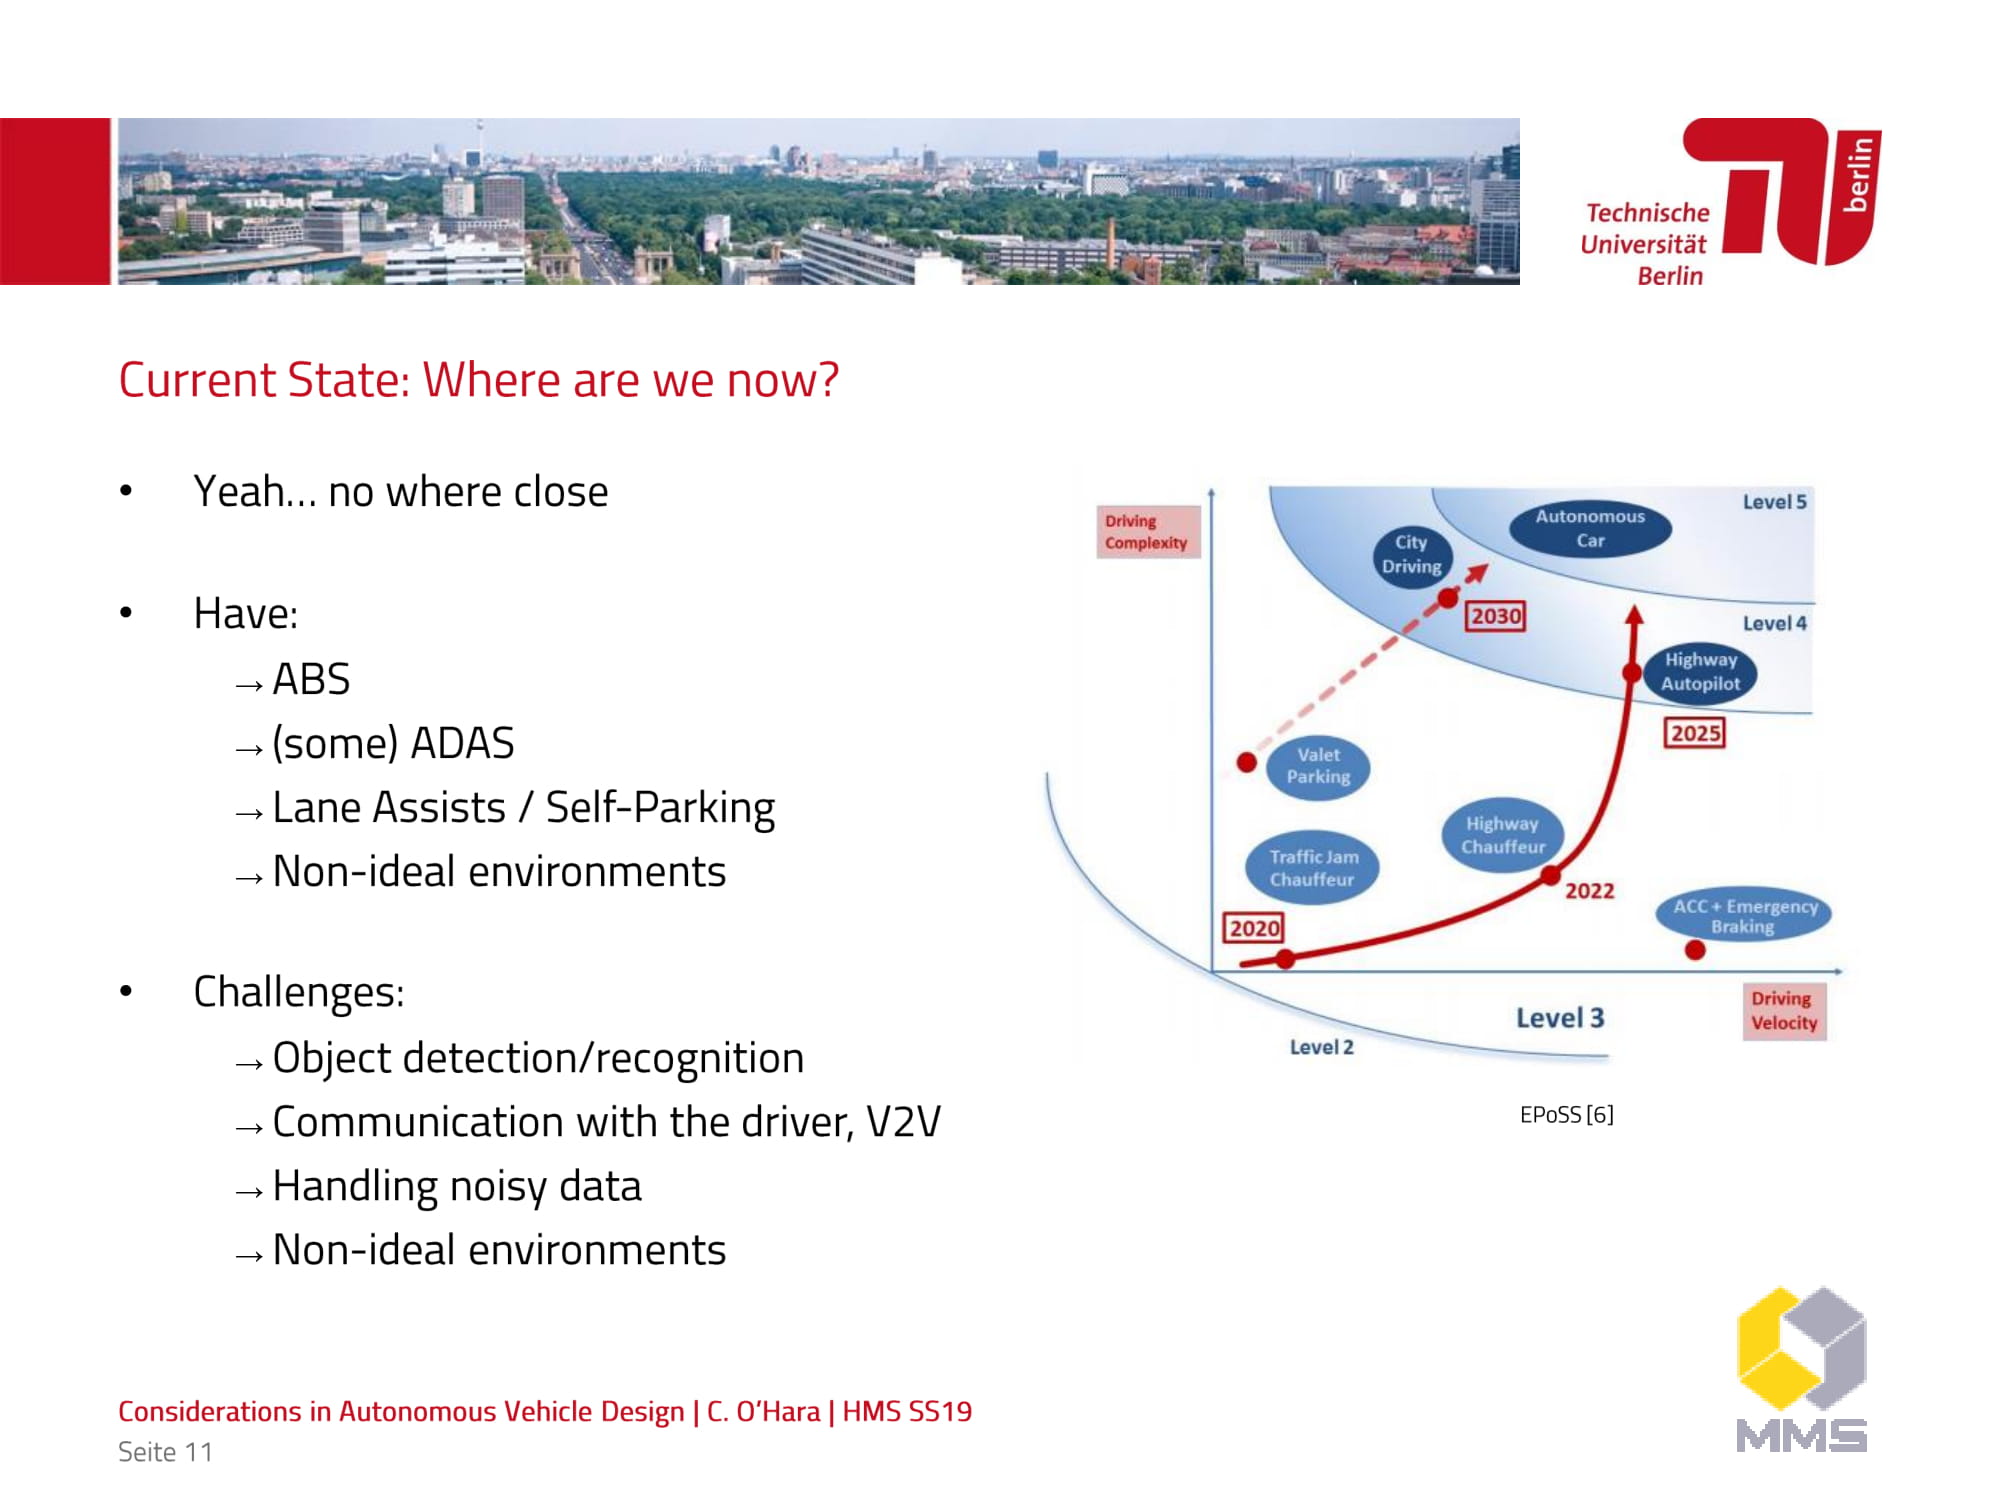 Technische
Universität
Berlin
berlin
Current State: Where are we now?
• Yeah... no where close
• Have:
→ ABS
→ (some) ADAS
→ Lane Assists / Self-Parking
→ Non-ideal environments
• Challenges:
→ Object detection/recognition
→ Communication with the driver, V2V
→ Handling noisy data
→ Non-ideal environments
Driving
Complexity
Level 5
Autonomous
Car
City
Driving
2030
Level 4
Highway
Autopilot
2025
Valet
Parking
Highway
Chauffeur
Traffic Jam
Chauffeur
2022
ACC + Emergency
Braking
2020
Driving
Velocity
Level 3
Level 2
EPoSS [6]
MMS
Considerations in Autonomous Vehicle Design | C. O’Hara | HMS SS19
Seite 11